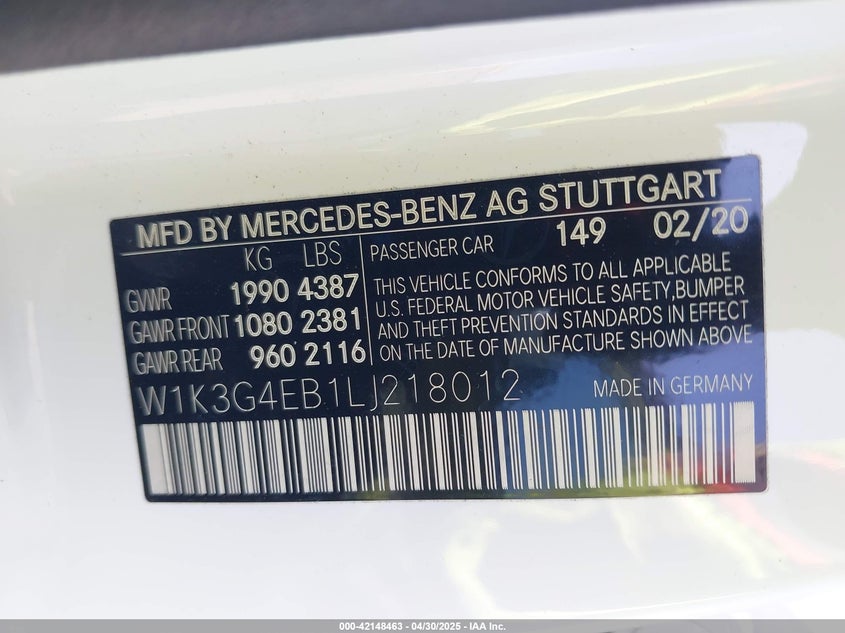 MFD BY MERCEDES-BENZ AG STUTTGART
KG LBS
GVWR 1990 4387
GAWR FRONT 1080 2381
GAWR REAR 960 2116
PASSENGER CAR 149 02/20
THIS VEHICLE CONFORMS TO ALL APPLICABLE
U.S. FEDERAL MOTOR VEHICLE SAFETY, BUMPER
AND THEFT PREVENTION STANDARDS IN EFFECT
ON THE DATE OF MANUFACTURE SHOWN ABOVE
W1K3G4EB1LJ218012 MADE IN GERMANY
000-42148463 - 04/30/2025 - IAA Inc.